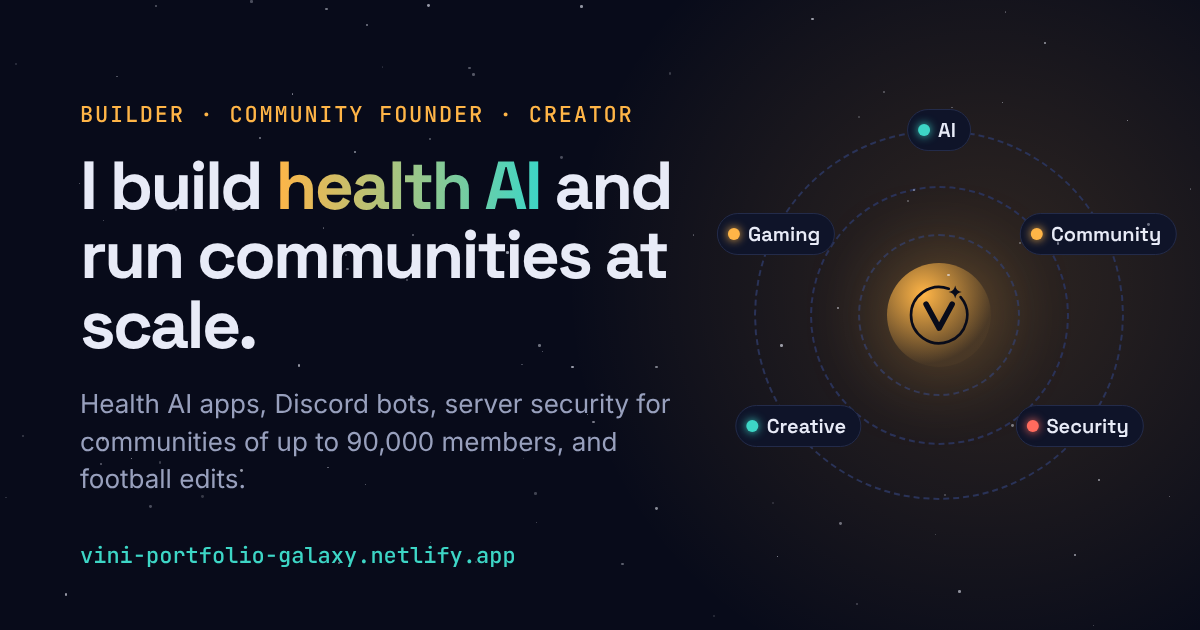 BUILDER · COMMUNITY FOUNDER · CREATOR
I build health AI and
run communities at
scale.
Health AI apps, Discord bots, server security for
communities of up to 90,000 members, and
football edits.
vini-portfolio-galaxy.netlify.app
AI
Gaming
Community
V
Creative
Security